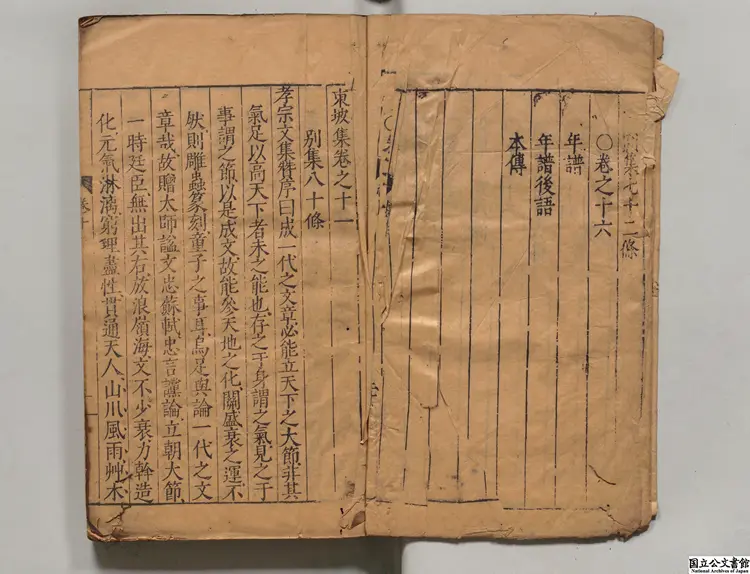 集七十二條
○卷之十六
年譜
年譜後語
本傳
東坡集卷之十一
別集八十條
孝宗文集贊序曰成一代之文章必能立天下之大節非其
氣足以高天下者未之能也存之于身謂之氣見之于
事謂之節以是成文故能參天地之化關盛衰之運不
然則雕蟲篆刻童子之事耳烏足與論一代之文
章哉故贈大師謚文忠蘇軾忠言讜論立朝大節
一時廷臣無出其右放浪嶺海文不少衰力斡造
化元氣淋漓窮理盡性貫通天人山川風雨艸木
国立公文書館
National Archives of Japan